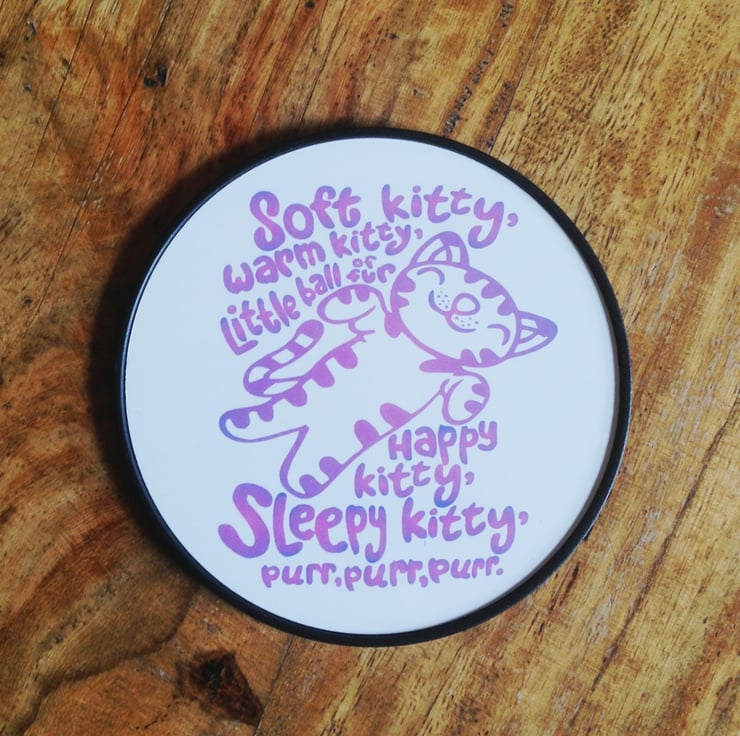 Soft kitty,
warm kitty,
Little ball of fur
Happy
kitty,
Sleepy kitty,
purr, purr, purr.